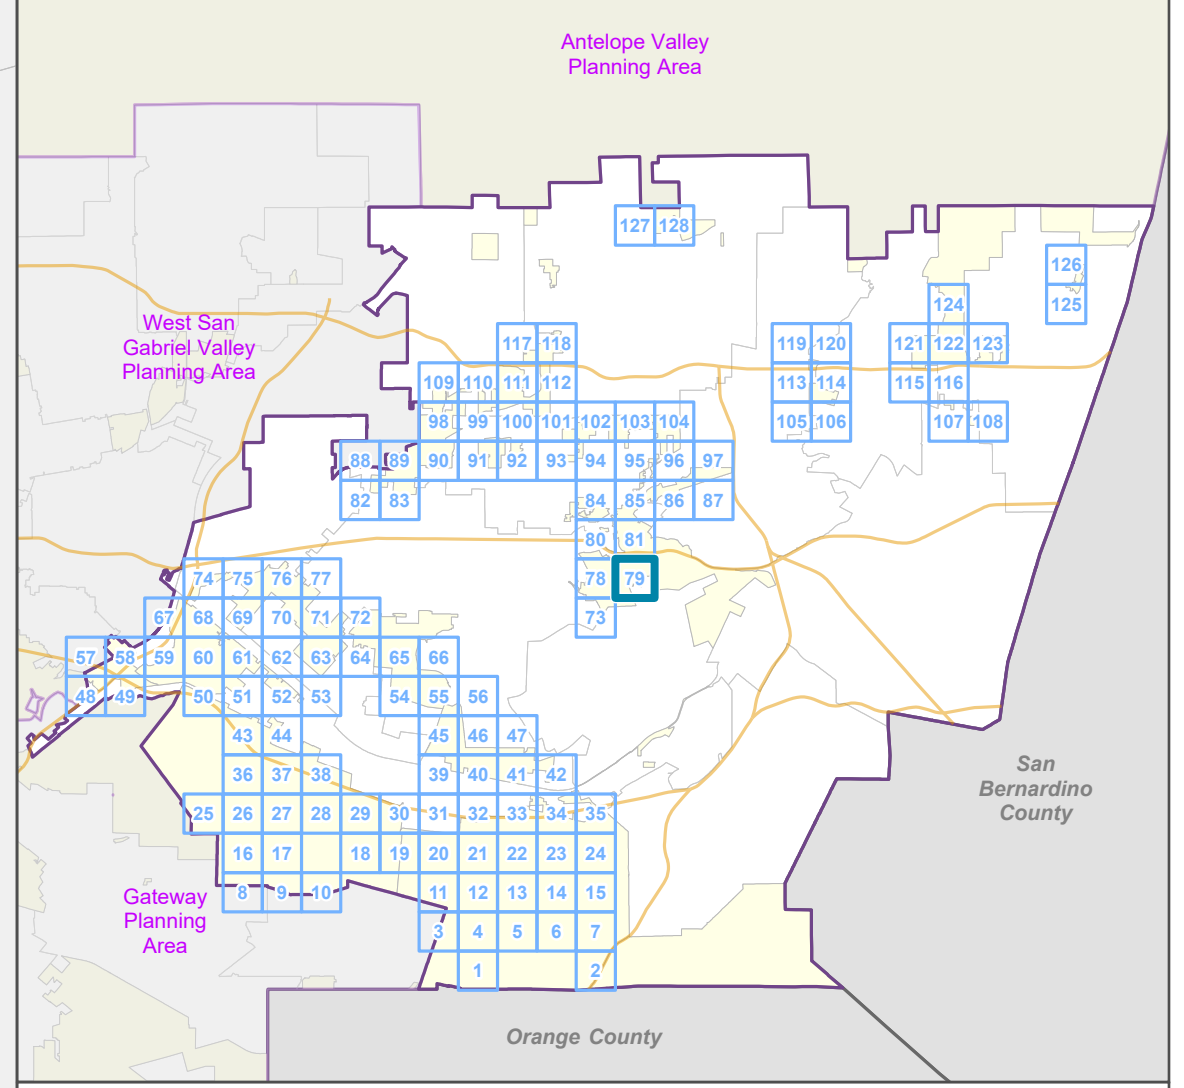 Antelope Valley
Planning Area
127 128
126
124 125
West San
Gabriel Valley
Planning Area
117 118 119 120 121 122 123
109 110 111 112 113 114 115 116
98 99 100 101 102 103 104 105 106 107 108
88 89 90 91 92 93 94 95 96 97
82 83 84 85 86 87
80 81
74 75 76 77 78 79
67 68 69 70 71 72 73
57 58 59 60 61 62 63 64 65 66
48 49 50 51 52 53 54 55 56
43 44 45 46 47
36 37 38 39 40 41 42
San
Bernardino
County
25 26 27 28 29 30 31 32 33 34 35
16 17 18 19 20 21 22 23 24
8 9 10 11 12 13 14 15
Gateway
Planning
Area
3 4 5 6 7
1 2
Orange County